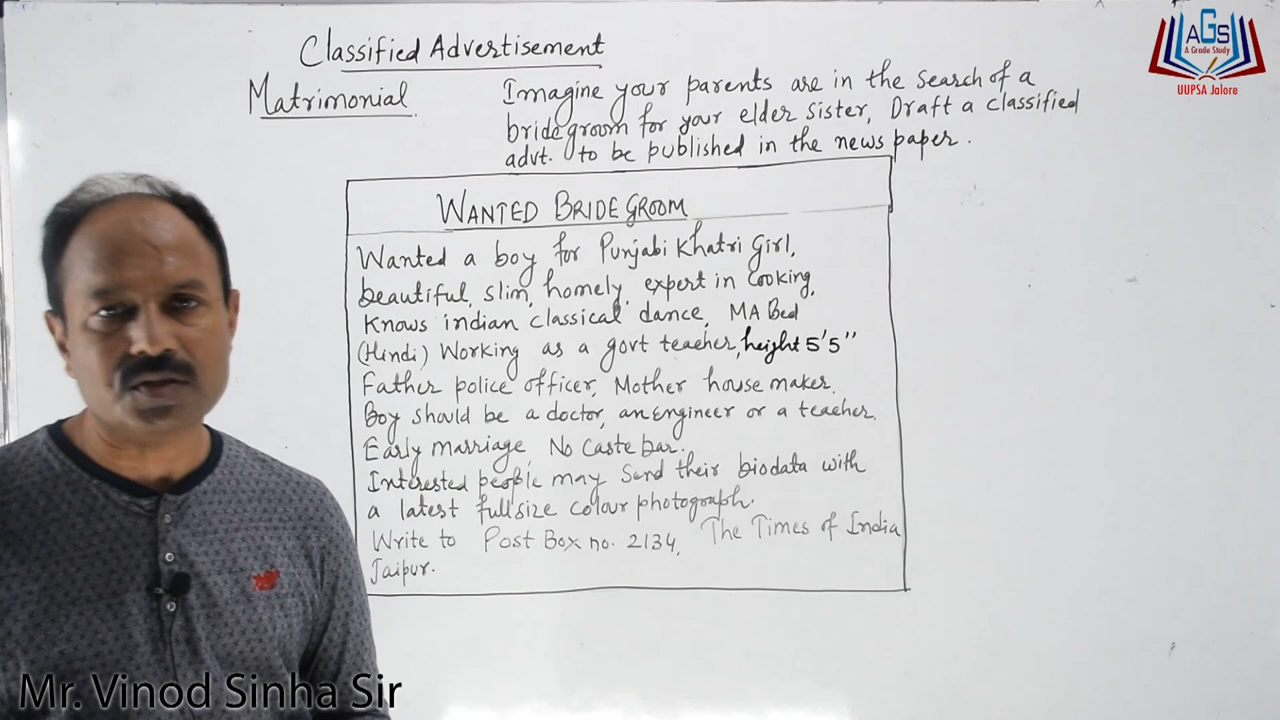 Classified Advertisement
Matrimonial
Imagine your parents are in the search of a
bridegroom for your elder sister, Draft a classified
advt. to be published in the news paper.
WANTED BRIDE GROOM
Wanted a boy for Punjabi Khatri Girl,
beautiful, slim, homely, expert in Cooking,
Knows indian classical dance, MA Bed
(Hindi) Working as a govt teacher, height 5'5"
Father police officer, Mother house maker.
Boy should be a doctor, an engineer or a teacher.
Early marriage No Caste bar.
Interested people may Send their biodata with
a latest full size colour photograph.
Write to Post Box no. 2134, The Times of India
Jaipur.
AGS
A Grade Study
UUPSA Jalore
Mr. Vinod Sinha Sir